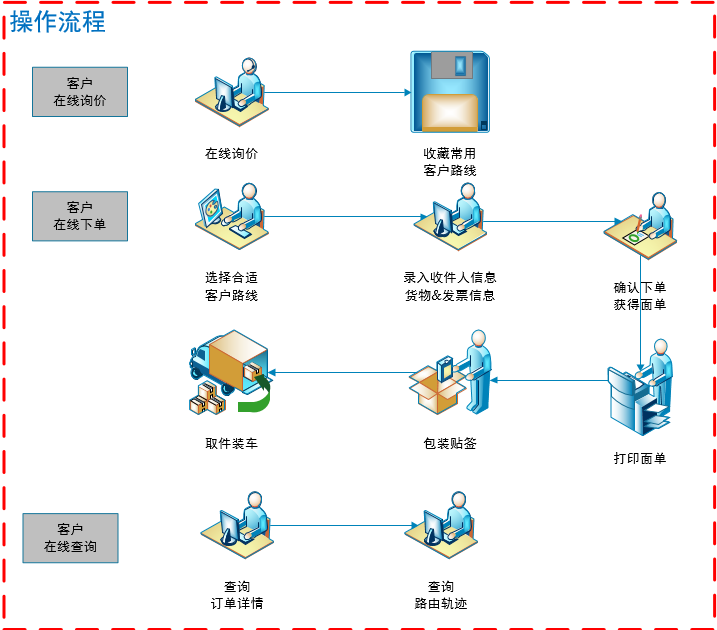 操作流程
客户
在线询价
在线询价
收藏常用
客户路线
客户
在线下单
选择合适
客户路线
录入收件人信息
货物&发票信息
确认下单
获得面单
取件装车
包装贴签
打印面单
客户
在线查询
查询
订单详情
查询
路由轨迹